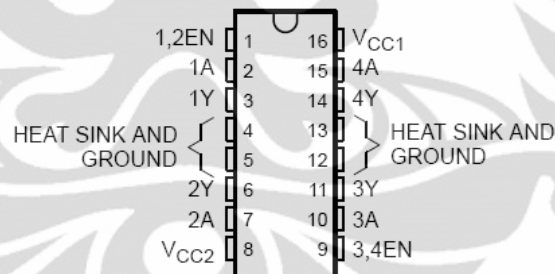 1,2EN 1 16 VCC1
1A 2 15 4A
1Y 3 14 4Y
HEAT SINK AND 4 13 HEAT SINK AND
GROUND 5 12 GROUND
2Y 6 11 3Y
2A 7 10 3A
VCC2 8 9 3,4EN